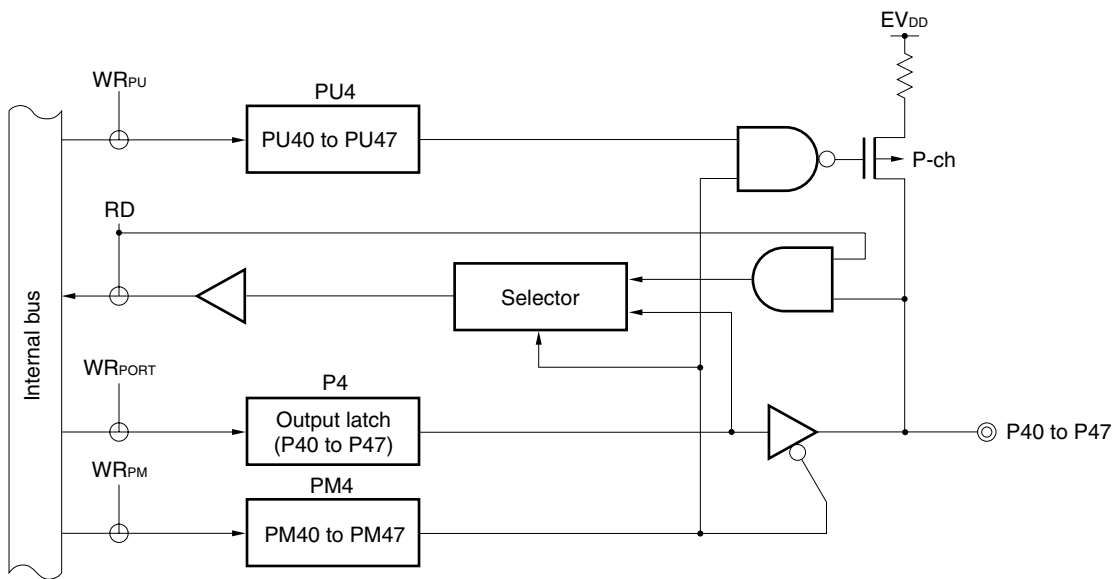 EVDD
WRPU
PU4
PU40 to PU47
P-ch
RD
Selector
Internal bus
WRPORT
P4
Output latch
(P40 to P47)
P40 to P47
WRPM
PM4
PM40 to PM47